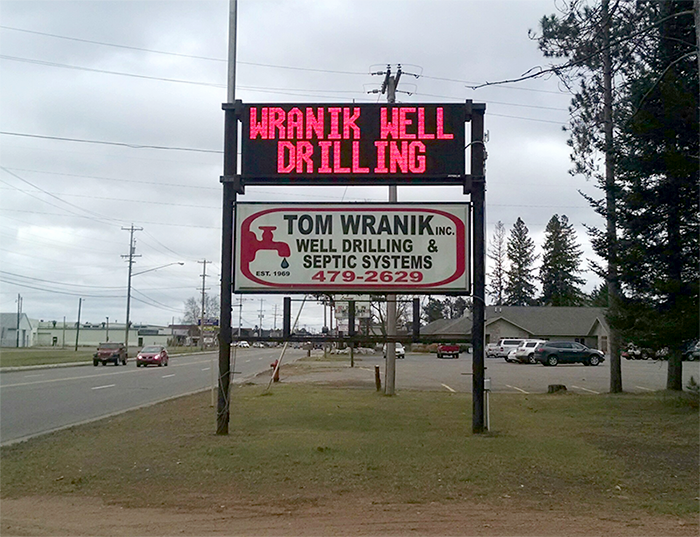 WRANIK WELL
DRILLING
TOM WRANIK INC.
WELL DRILLING &
SEPTIC SYSTEMS
EST. 1969
479-2629